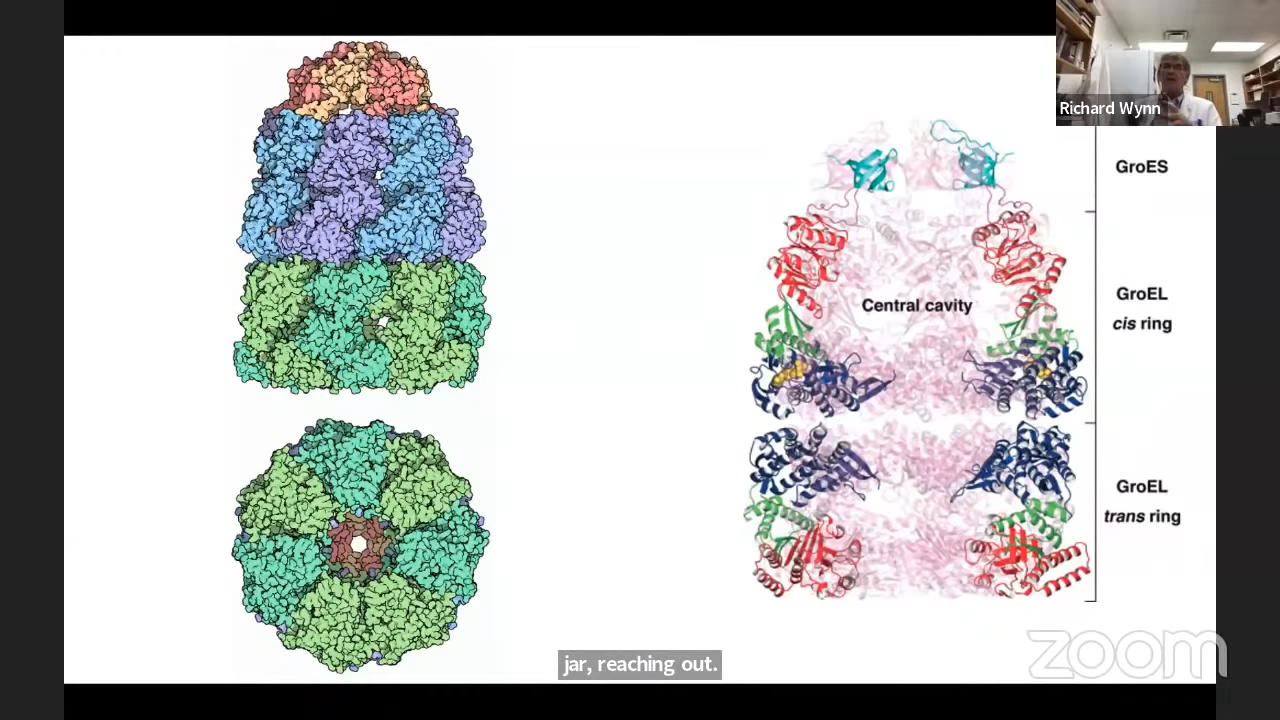 Richard Wynn
GroES
Central cavity
GroEL
cis ring
GroEL
trans ring
jar, reaching out.
zoom